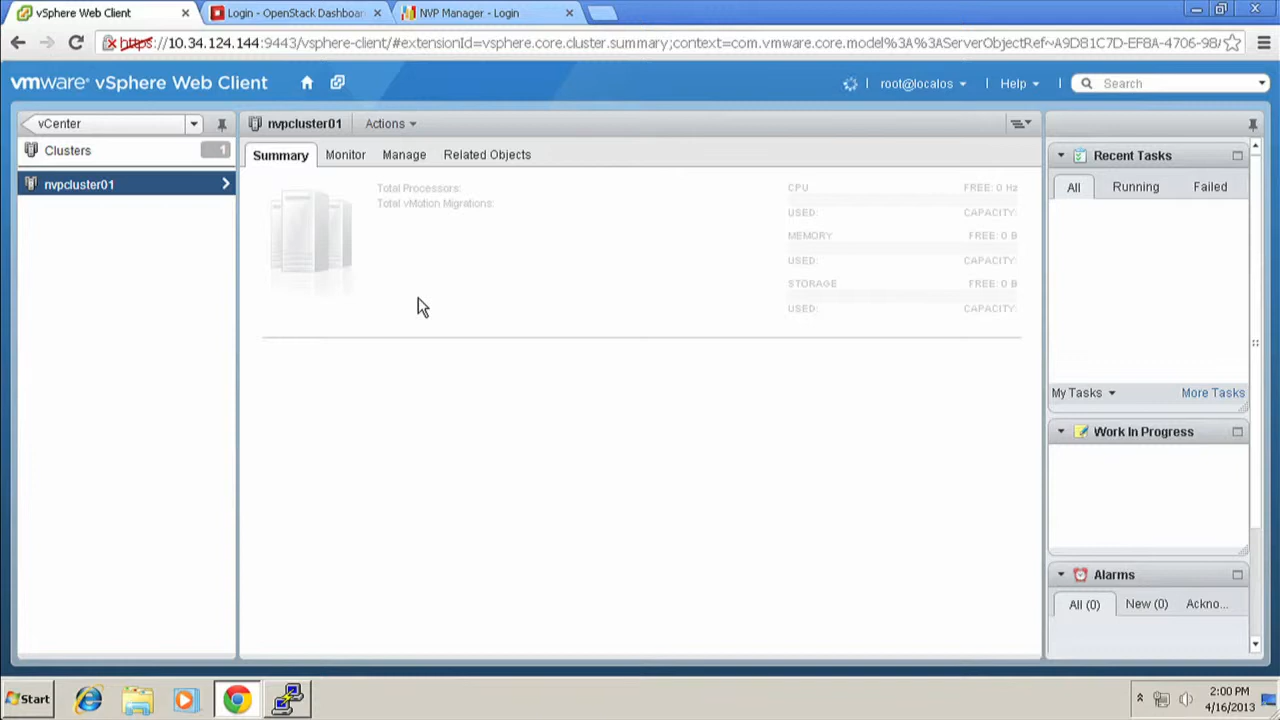 vSphere Web Client
Login - OpenStack Dashboar
NVP Manager - Login
https://10.34.124.144:9443/vsphere-client/#extensionId=vsphere.core.cluster.summary;context=com.vmware.core.model%3A%3AServerObjectRef~A9D81C7D-EF8A-4706-98A
vmware® vSphere Web Client
root@localos
Help
Search
vCenter
Clusters
1
nvpcluster01
nvpcluster01
Actions
Summary
Monitor
Manage
Related Objects
Total Processors:
Total vMotion Migrations:
CPU FREE: 0 Hz
USED: CAPACITY:
MEMORY FREE: 0 B
USED: CAPACITY:
STORAGE FREE: 0 B
USED: CAPACITY:
Recent Tasks
All
Running
Failed
My Tasks
More Tasks
Work In Progress
Alarms
All (0)
New (0)
Ackno...
Start
2:00 PM
4/16/2013